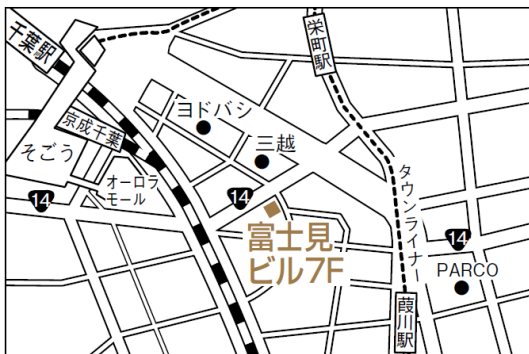 千葉駅
栄町駅
ヨドバシ
京成千葉
三越
そごう
オーロラ
モール
タウンライナー
14
14
14
富士見
ビル7F
PARCO
葭川駅